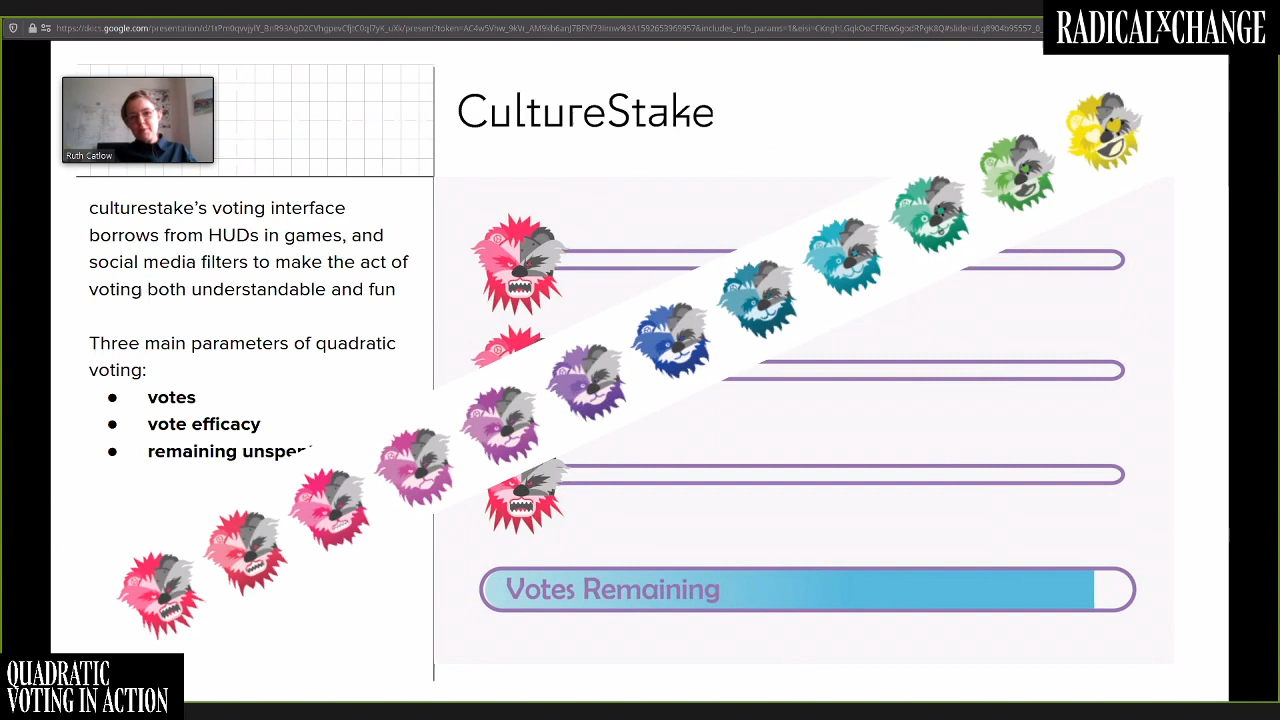 RADICALXCHANGE
CultureStake
Ruth Catlow
culturestake's voting interface
borrows from HUDs in games, and
social media filters to make the act of
voting both understandable and fun
Three main parameters of quadratic
voting:
● votes
● vote efficacy
● remaining
Votes Remaining
QUADRATIC
VOTING IN ACTION